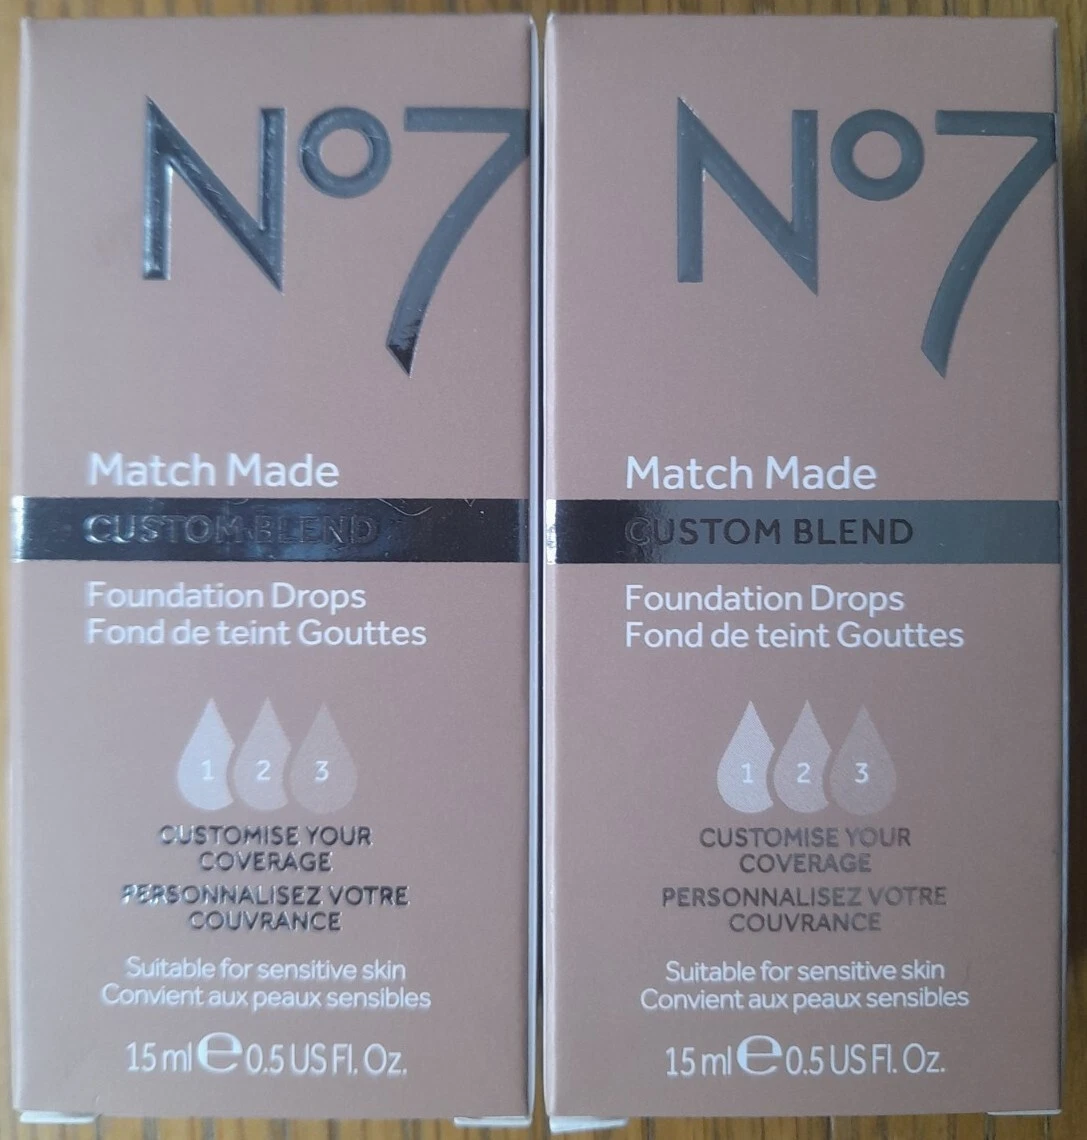 No7
Match Made
CUSTOM BLEND
Foundation Drops
Fond de teint Gouttes
1 2 3
CUSTOMISE YOUR
COVERAGE
PERSONNALISEZ VOTRE
COUVRANCE
Suitable for sensitive skin
Convient aux peaux sensibles
15 ml e 0.5 US Fl. Oz.
No7
Match Made
CUSTOM BLEND
Foundation Drops
Fond de teint Gouttes
1 2 3
CUSTOMISE YOUR
COVERAGE
PERSONNALISEZ VOTRE
COUVRANCE
Suitable for sensitive skin
Convient aux peaux sensibles
15 ml e 0.5 US Fl. Oz.